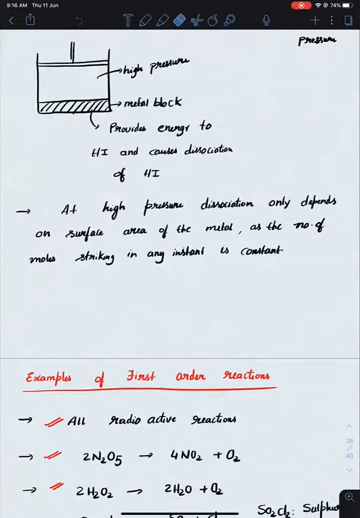 9:16 AM Thu 11 Jun
74%
Pressure
high pressure
metal block
Provides energy to
HI and causes dissociation
of HI
→ At high pressure dissociation only depends
on surface area of the metal, as the no. of
moles striking in any instant is constant
Examples of First Order reactions
→ All radio active reactions
→ 2N₂O₅ → 4NO₂ + O₂
→ 2H₂O₂ → 2H₂O + O₂
SO₂Cl₂: Sulphur
38
40